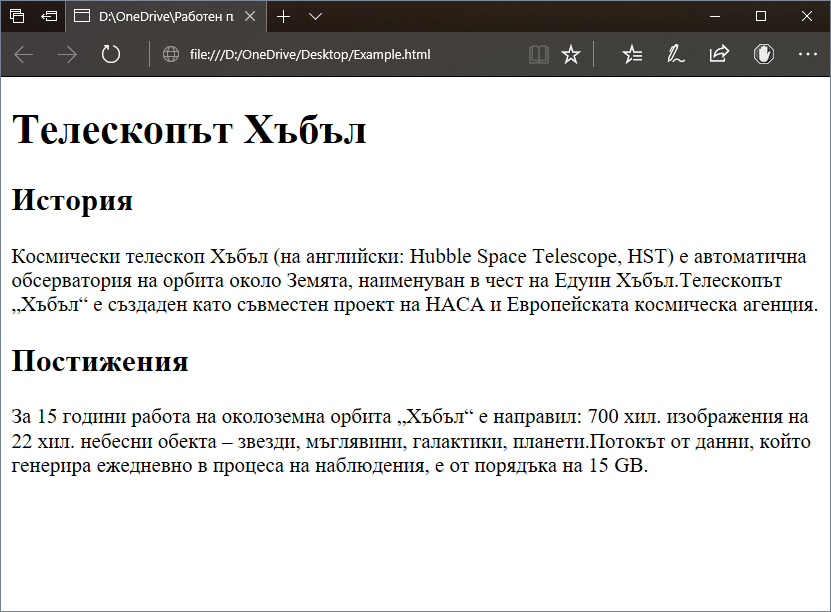 D:\OneDrive\Работен п
file:///D:/OneDrive/Desktop/Example.html
Телескопът Хъбъл
История
Космически телескоп Хъбъл (на английски: Hubble Space Telescope, HST) е автоматична
обсерватория на орбита около Земята, наименуван в чест на Едуин Хъбъл.Телескопът
„Хъбъл“ е създаден като съвместен проект на НАСА и Европейската космическа агенция.
Постижения
За 15 години работа на околоземна орбита „Хъбъл“ е направил: 700 хил. изображения на
22 хил. небесни обекта – звезди, мъглявини, галактики, планети.Потокът от данни, който
генерира ежедневно в процеса на наблюдения, е от порядъка на 15 GB.